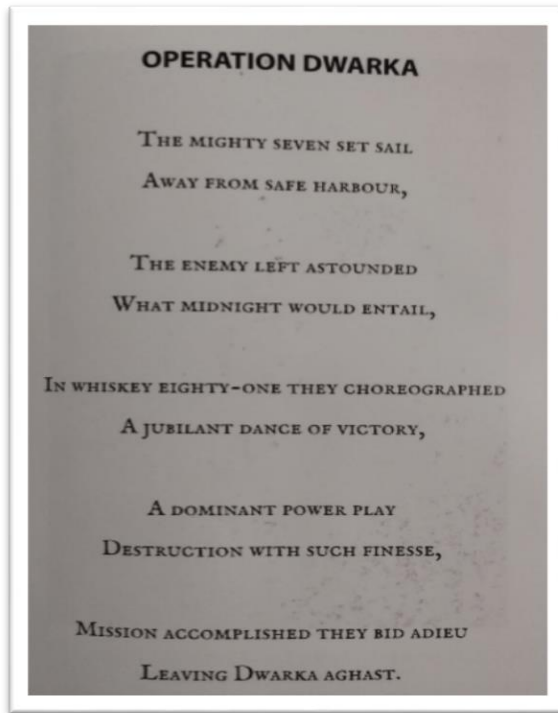 OPERATION DWARKA
THE MIGHTY SEVEN SET SAIL
AWAY FROM SAFE HARBOUR,
THE ENEMY LEFT ASTOUNDED
WHAT MIDNIGHT WOULD ENTAIL,
IN WHISKEY EIGHTY-ONE THEY CHOREOGRAPHED
A JUBILANT DANCE OF VICTORY,
A DOMINANT POWER PLAY
DESTRUCTION WITH SUCH FINESSE,
MISSION ACCOMPLISHED THEY BID ADIEU
LEAVING DWARKA AGHAST.